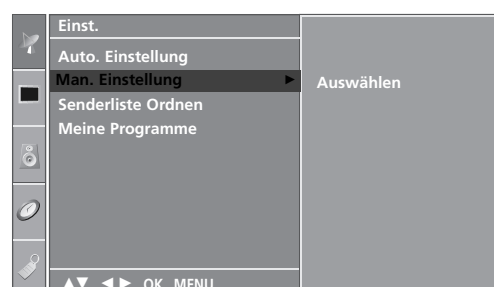 Einst.
Auto. Einstellung
Man. Einstellung ►
Auswählen
Senderliste Ordnen
Meine Programme
▲▼ ◄► OK MENU